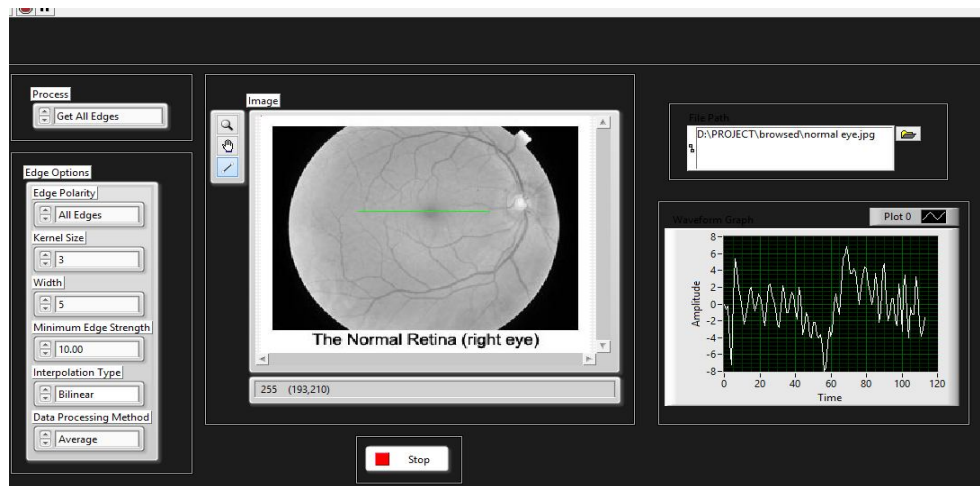 Process
Get All Edges
Edge Options
Edge Polarity
All Edges
Kernel Size
3
Width
5
Minimum Edge Strength
10.00
Interpolation Type
Bilinear
Data Processing Method
Average
Image
The Normal Retina (right eye)
255 (193,210)
Stop
File Path
D:\PROJECT\browsed\normal eye.jpg
Waveform Graph
Plot 0
Amplitude
8
6
4
2
0
-2
-4
-6
-8
0 20 40 60 80 100 120
Time